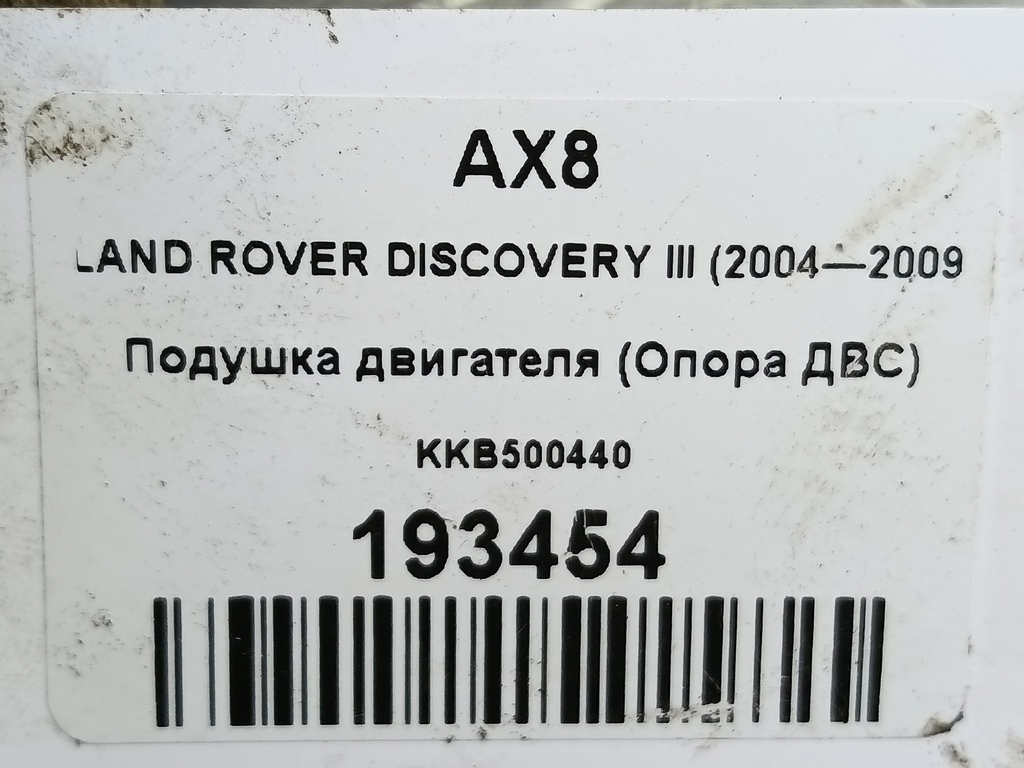 AX8
LAND ROVER DISCOVERY III (2004—2009
Подушка двигателя (Опора ДВС)
KKB500440
193454